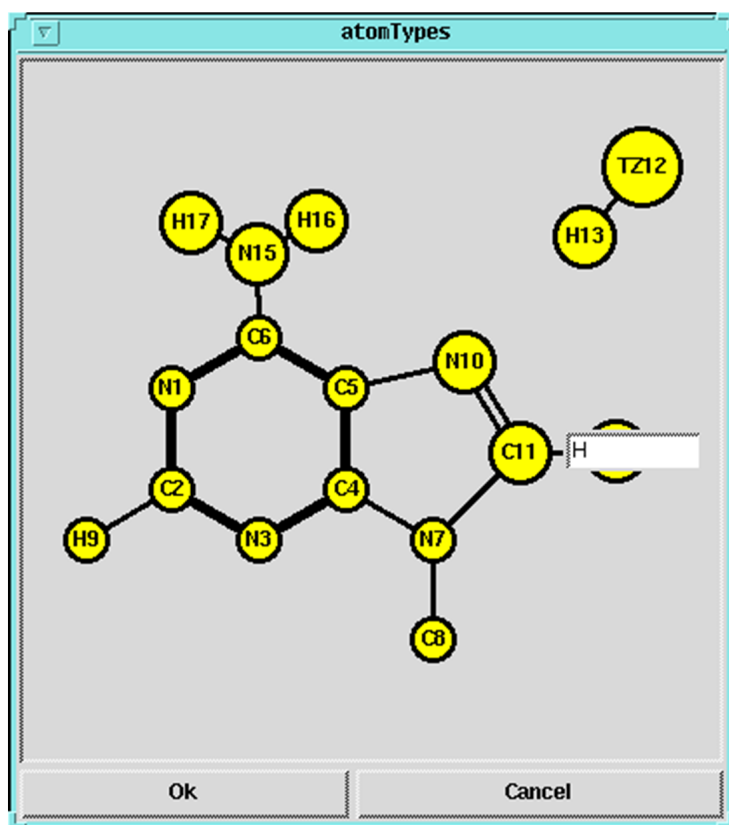 atomTypes
TZ12
H17
H16
H13
N15
C6
N10
N1
C5
C11
H
C2
C4
H9
N3
N7
C8
Ok
Cancel